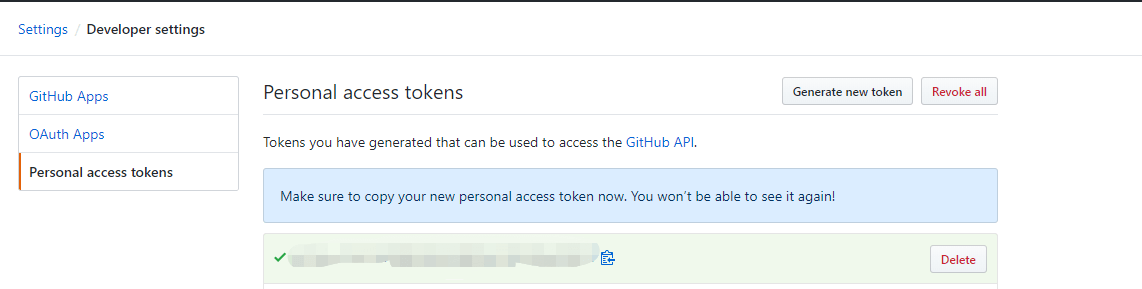 Settings / Developer settings
GitHub Apps
OAuth Apps
Personal access tokens
Personal access tokens
Generate new token
Revoke all
Tokens you have generated that can be used to access the GitHub API.
Make sure to copy your new personal access token now. You won’t be able to see it again!
Delete